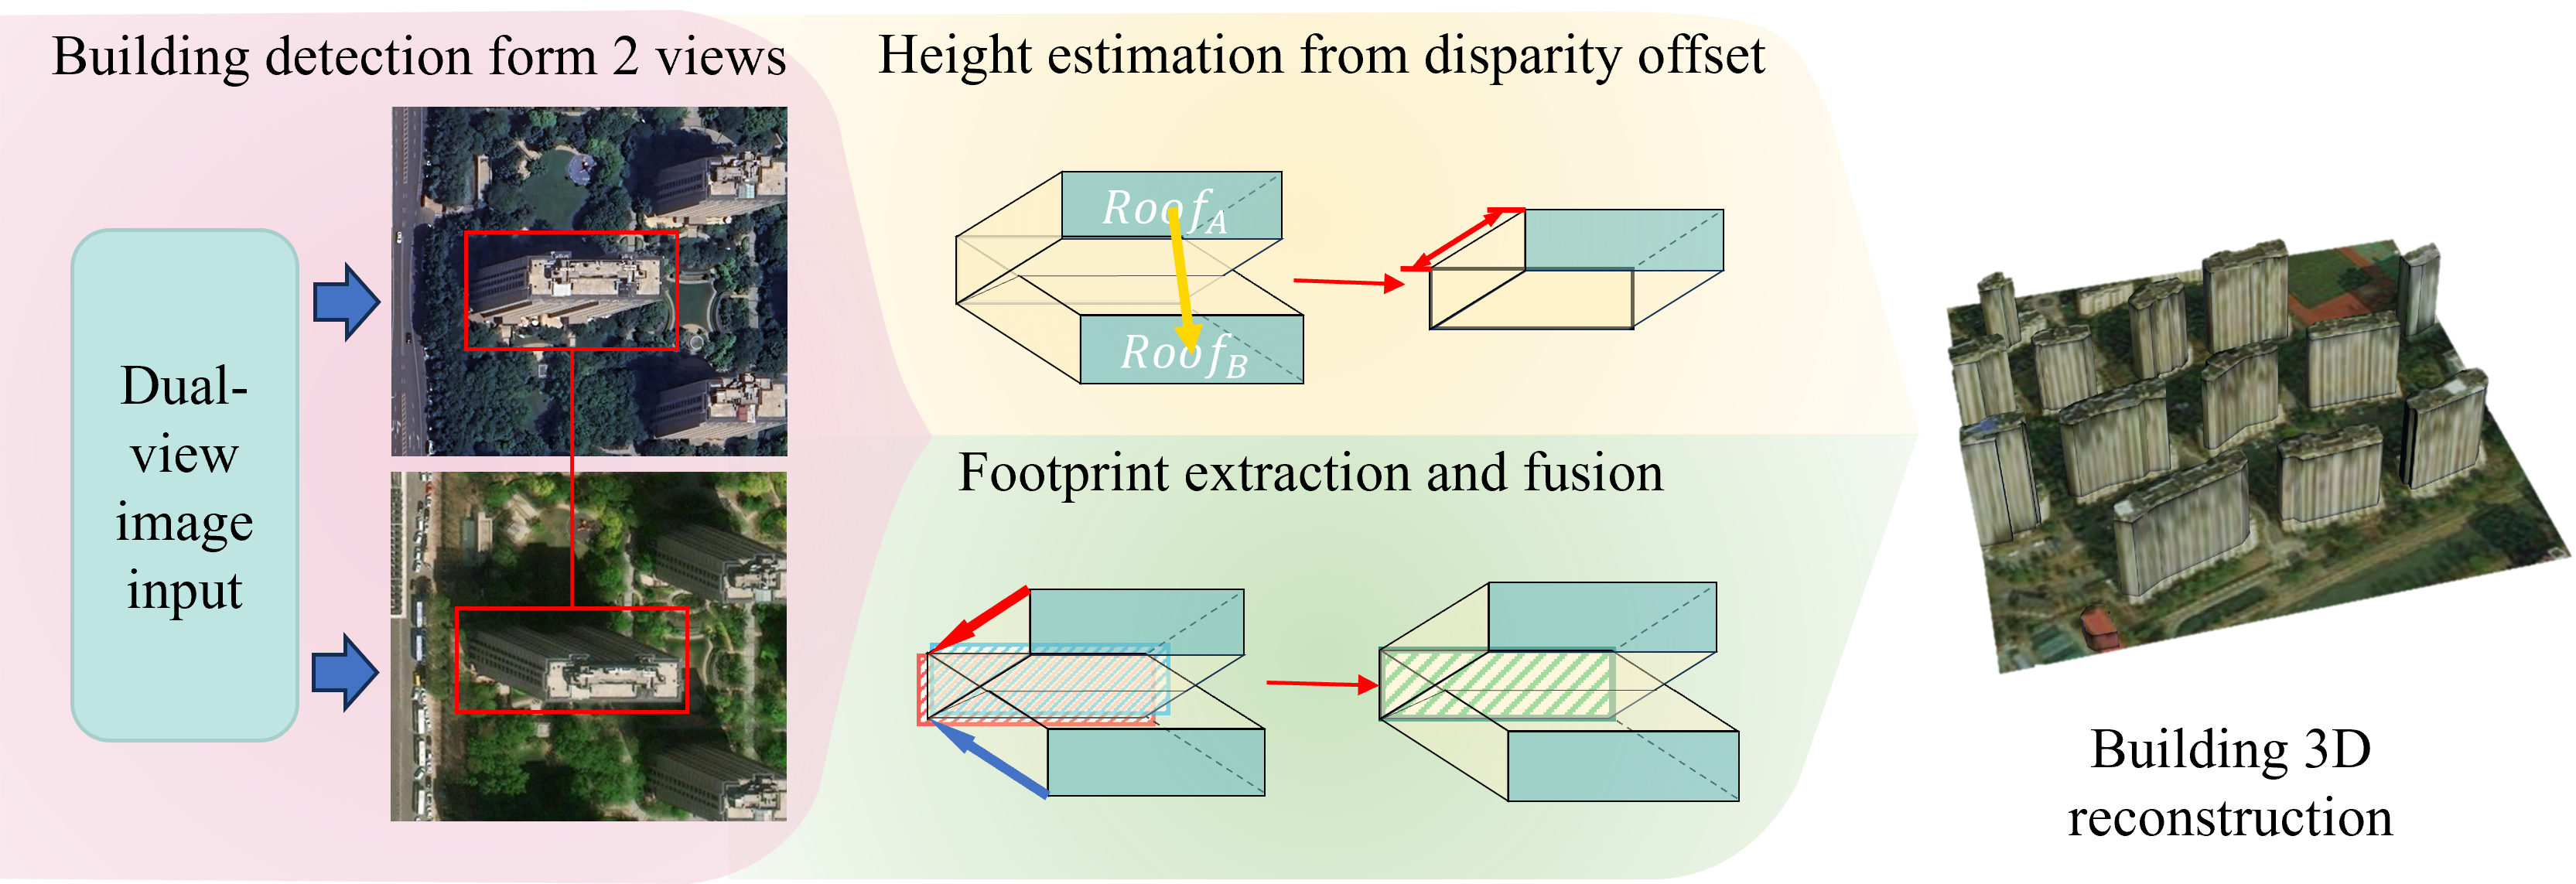 Building detection form 2 views
Dual-
view
image
input
Height estimation from disparity offset
Roof_A
Roof_B
Footprint extraction and fusion
Building 3D
reconstruction